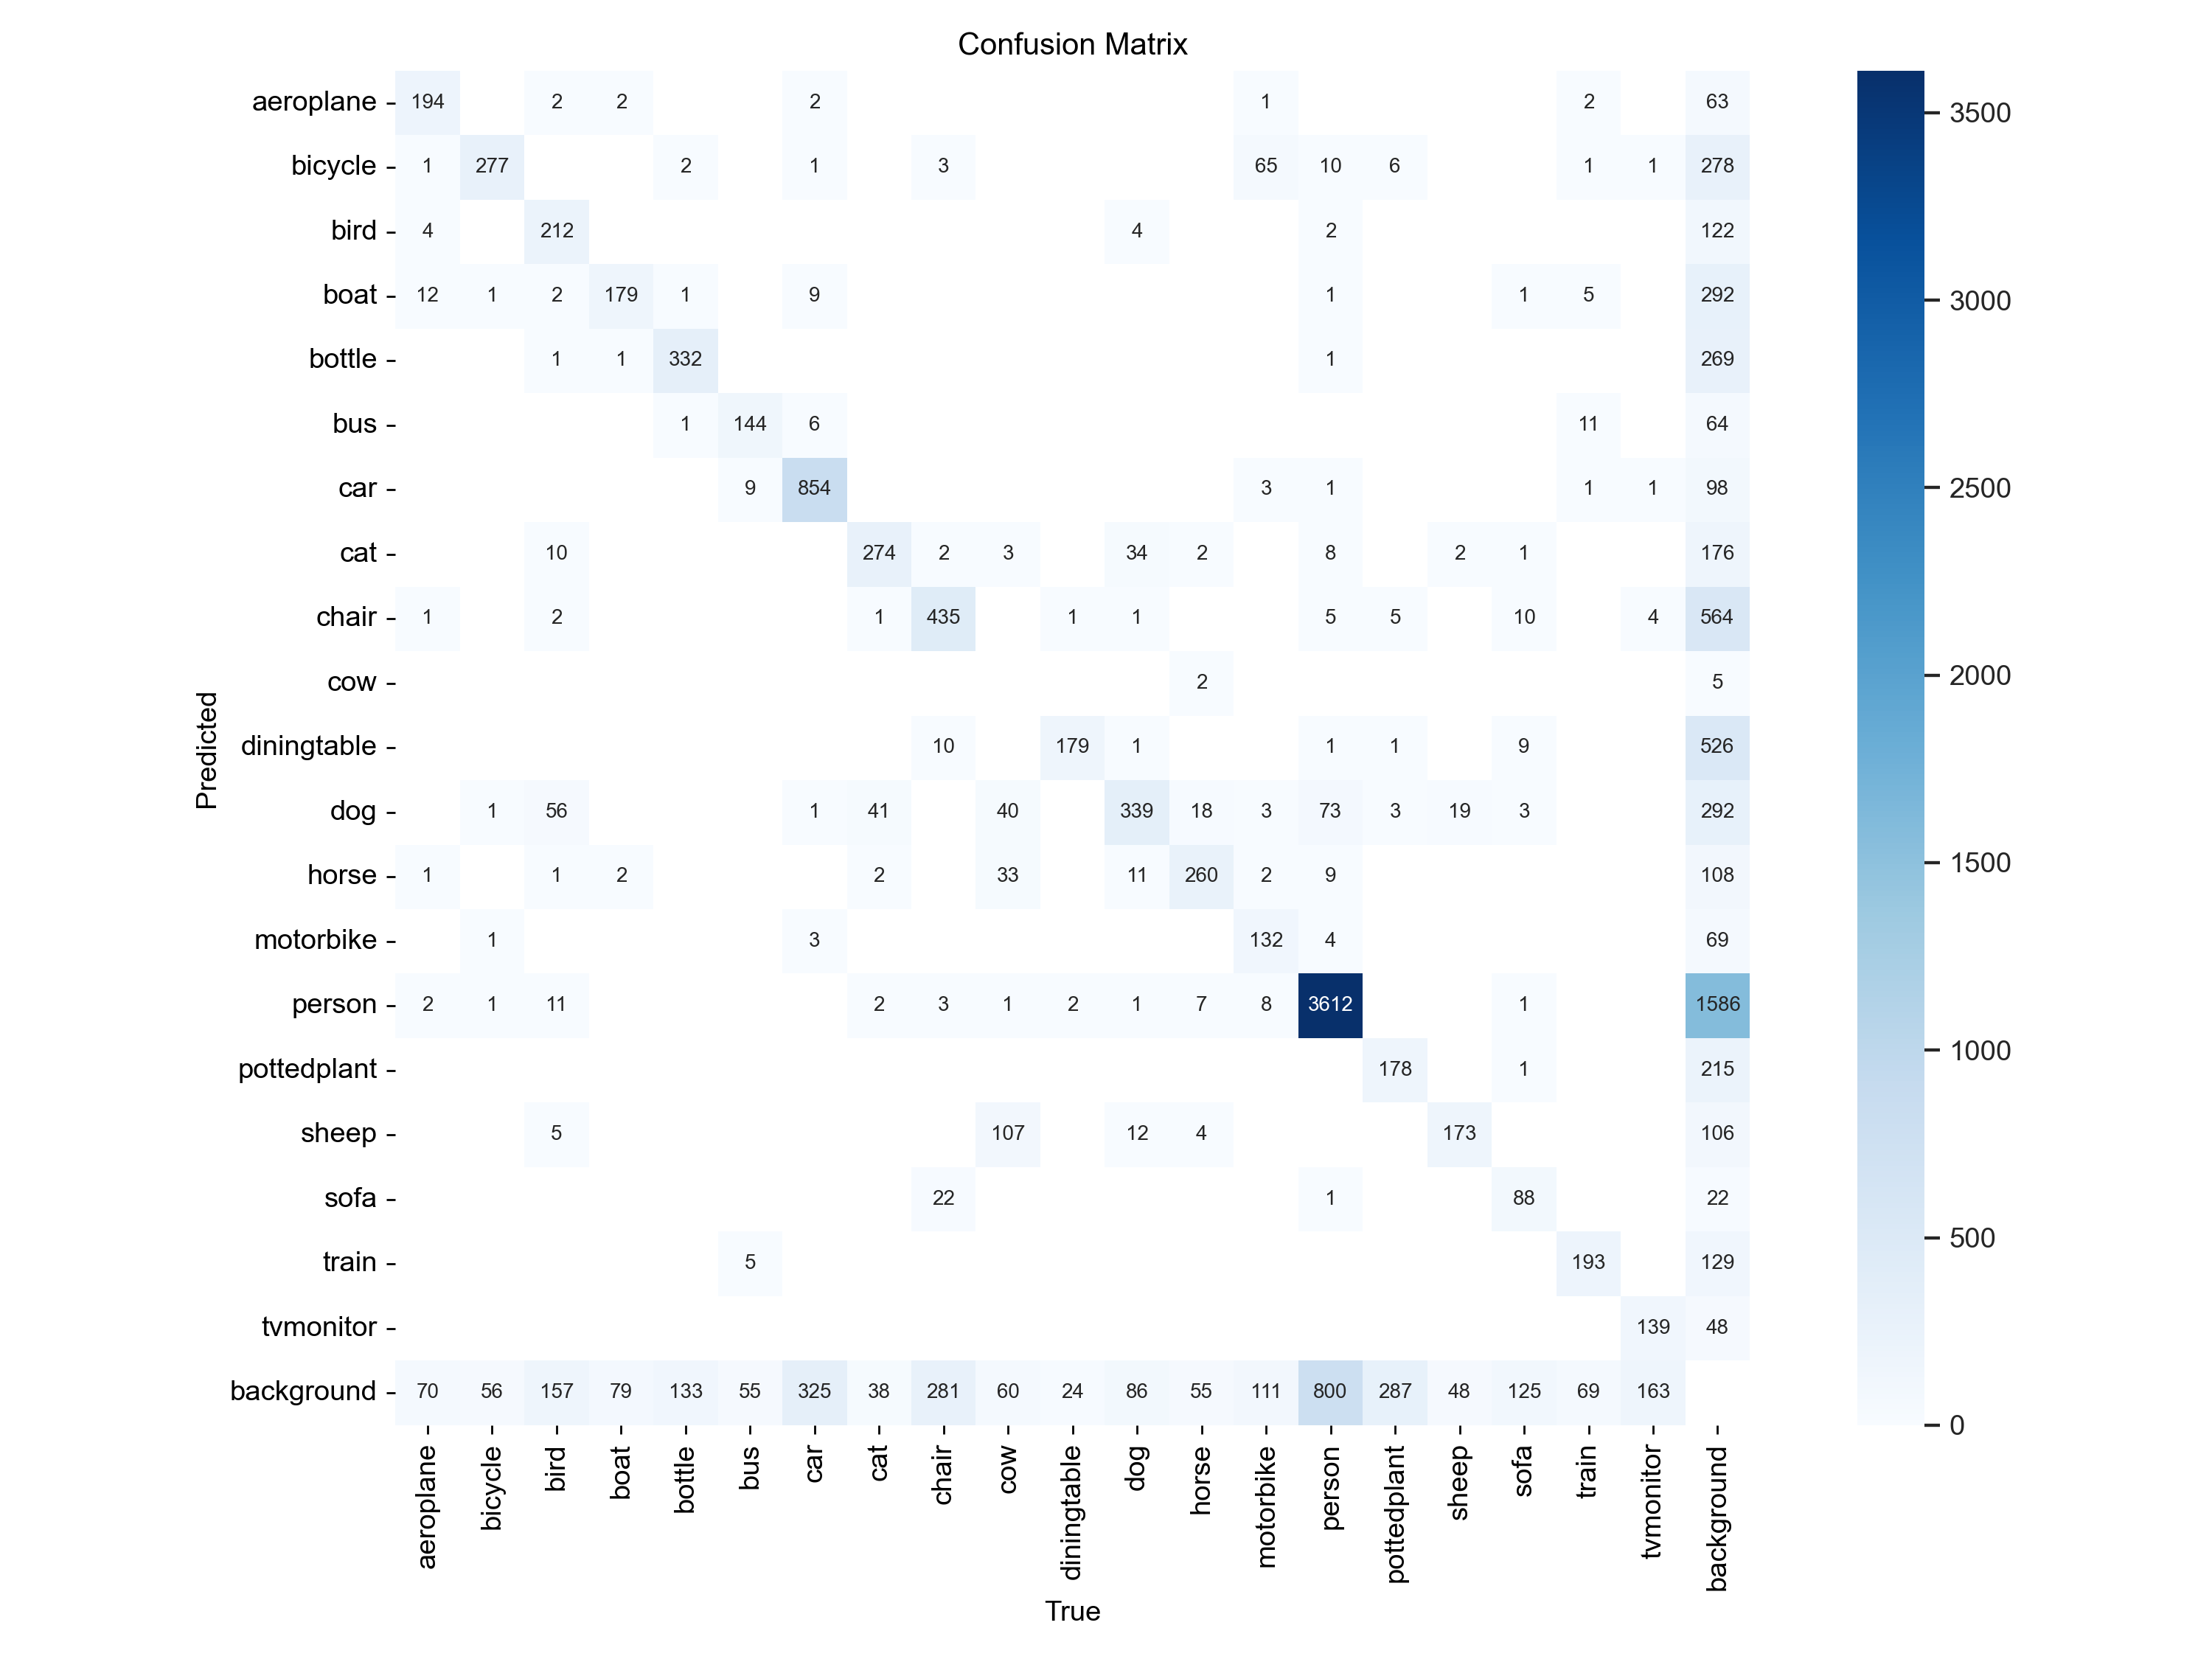 Confusion Matrix
aeroplane 194 2 2 2 1 2 63
bicycle 1 277 2 1 3 65 10 6 1 1 278
bird 4 212 4 2 122
boat 12 1 2 179 1 9 1 1 5 292
bottle 1 1 332 1 269
bus 1 144 6 11 64
car 9 854 3 1 1 1 98
cat 10 274 2 3 34 2 8 2 1 176
chair 1 2 1 435 1 1 5 5 10 4 564
cow 2 5
diningtable 10 179 1 1 1 9 526
dog 1 56 1 41 40 339 18 3 73 3 19 3 292
horse 1 1 2 2 33 11 260 2 9 108
motorbike 1 3 132 4 69
person 2 1 11 2 3 1 2 1 7 8 3612 1 1586
pottedplant 178 1 215
sheep 5 107 12 4 173 106
sofa 22 1 88 22
train 5 193 129
tvmonitor 139 48
background 70 56 157 79 133 55 325 38 281 60 24 86 55 111 800 287 48 125 69 163
Predicted
aeroplane bicycle bird boat bottle bus car cat chair cow diningtable dog horse motorbike person pottedplant sheep sofa train tvmonitor background
True
3500
3000
2500
2000
1500
1000
500
0